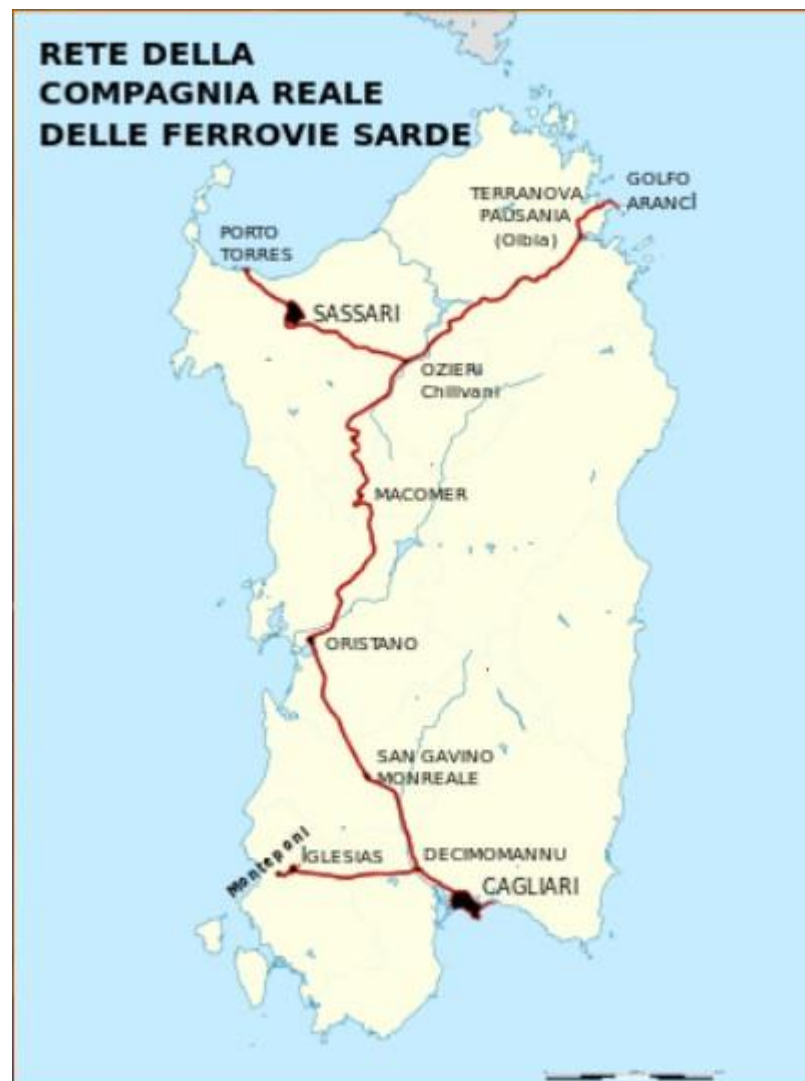 RETE DELLA
COMPAGNIA REALE
DELLE FERROVIE SARDE
GOLFO
ARANCÎ
TERRANOVA
PAUSANIA
(Olbia)
PORTO
TORRES
SASSARI
OZIERI
Chilivani
MACOMER
ORISTANO
SAN GAVINO
MONREALE
Monteponi
IGLESIAS
DECIMOMANNU
CAGLIARI